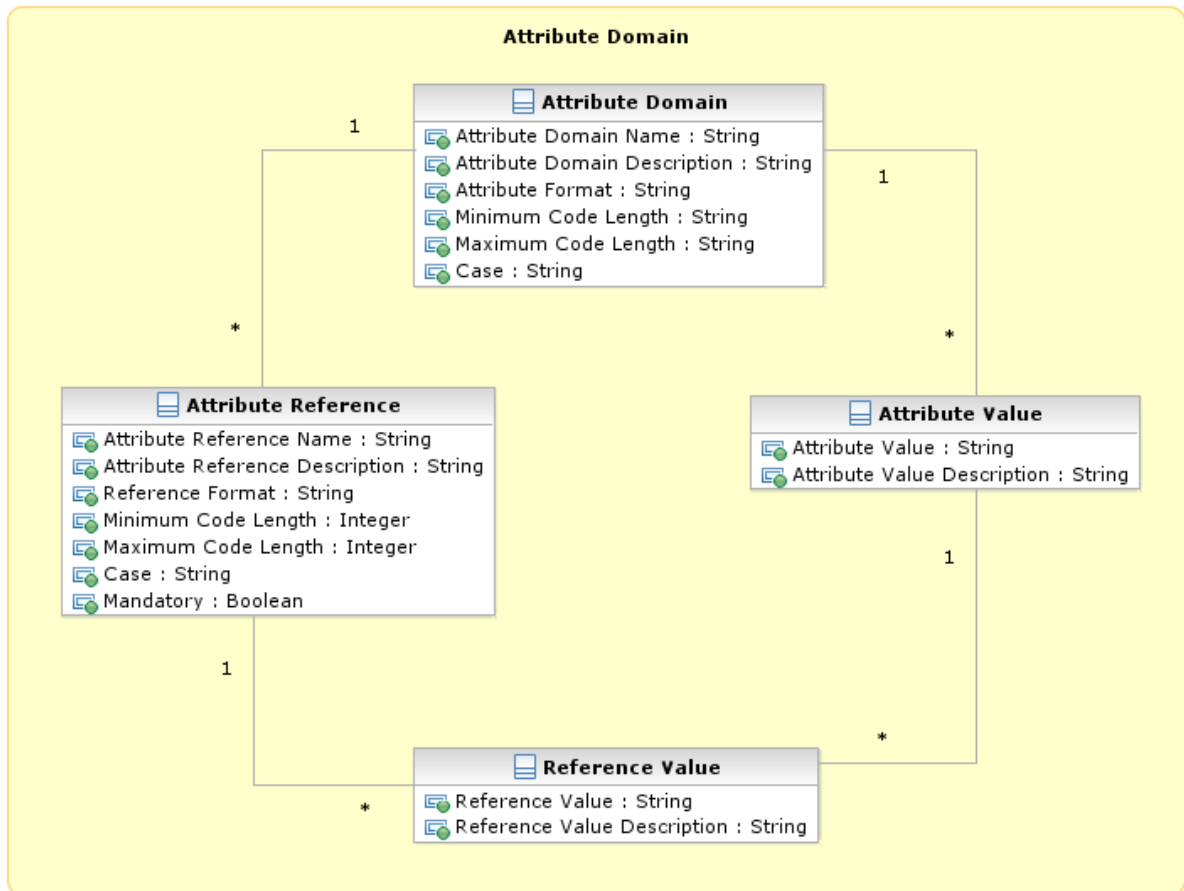 Attribute Domain
Attribute Domain
Attribute Domain Name : String
Attribute Domain Description : String
Attribute Format : String
Minimum Code Length : String
Maximum Code Length : String
Case : String
1
1
*
*
Attribute Reference
Attribute Reference Name : String
Attribute Reference Description : String
Reference Format : String
Minimum Code Length : Integer
Maximum Code Length : Integer
Case : String
Mandatory : Boolean
Attribute Value
Attribute Value : String
Attribute Value Description : String
1
1
*
*
Reference Value
Reference Value : String
Reference Value Description : String